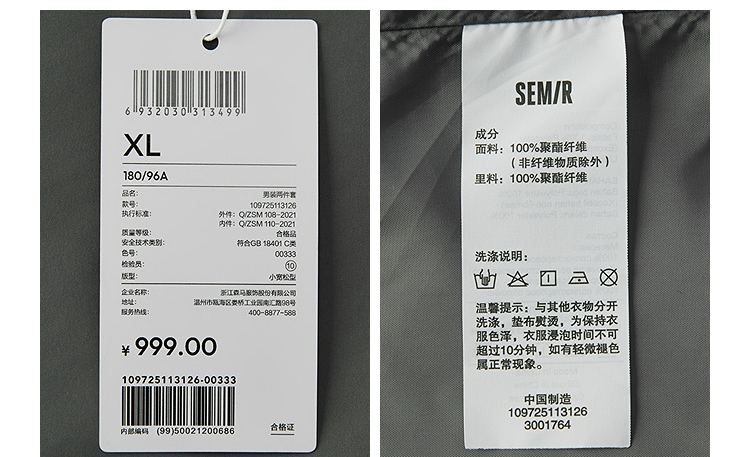 6 932030 313499
XL
180/96A
品名: 男装两件套
款号: 109725113126
执行标准: 外件: Q/ZSM 108-2021
内件: Q/ZSM 110-2021
质量等级: 合格品
安全技术类别: 符合GB 18401 C类
色号: 00333
检验员: 10
版型: 小宽松型
企业名称: 浙江森马服饰股份有限公司
地址: 温州市瓯海区娄桥工业园南汇路98号
服务热线: 400-8877-588
¥ 999.00
109725113126-00333
内部编码 (99)50021200686
合格证
SEM/R
成分
面料: 100%聚酯纤维
(非纤维物质除外)
里料: 100%聚酯纤维
洗涤说明:
温馨提示: 与其他衣物分开
洗涤, 垫布熨烫, 为保持衣
服色泽, 衣服浸泡时间不可
超过10分钟, 如有轻微褪色
属正常现象。
中国制造
109725113126
3001764